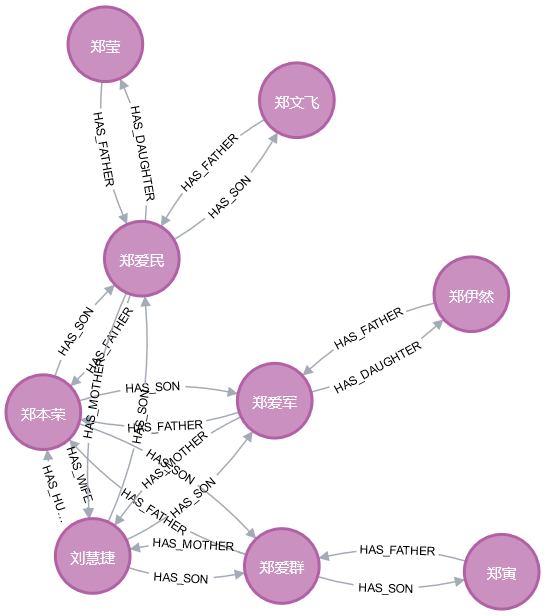 郑莹
郑文飞
HAS_FATHER
HAS_DAUGHTER
HAS_FATHER
HAS_SON
郑爱民
郑伊然
HAS_SON
HAS_FATHER
HAS_FATHER
HAS_DAUGHTER
HAS_MOTHER
HAS_SON
郑本荣
HAS_SON
郑爱军
HAS_FATHER
HAS_MOTHER
HAS_SON
HAS_WIFE
HAS_HU...
HAS_SON
HAS_FATHER
刘慧捷
HAS_MOTHER
HAS_SON
郑爱群
HAS_FATHER
HAS_SON
郑寅